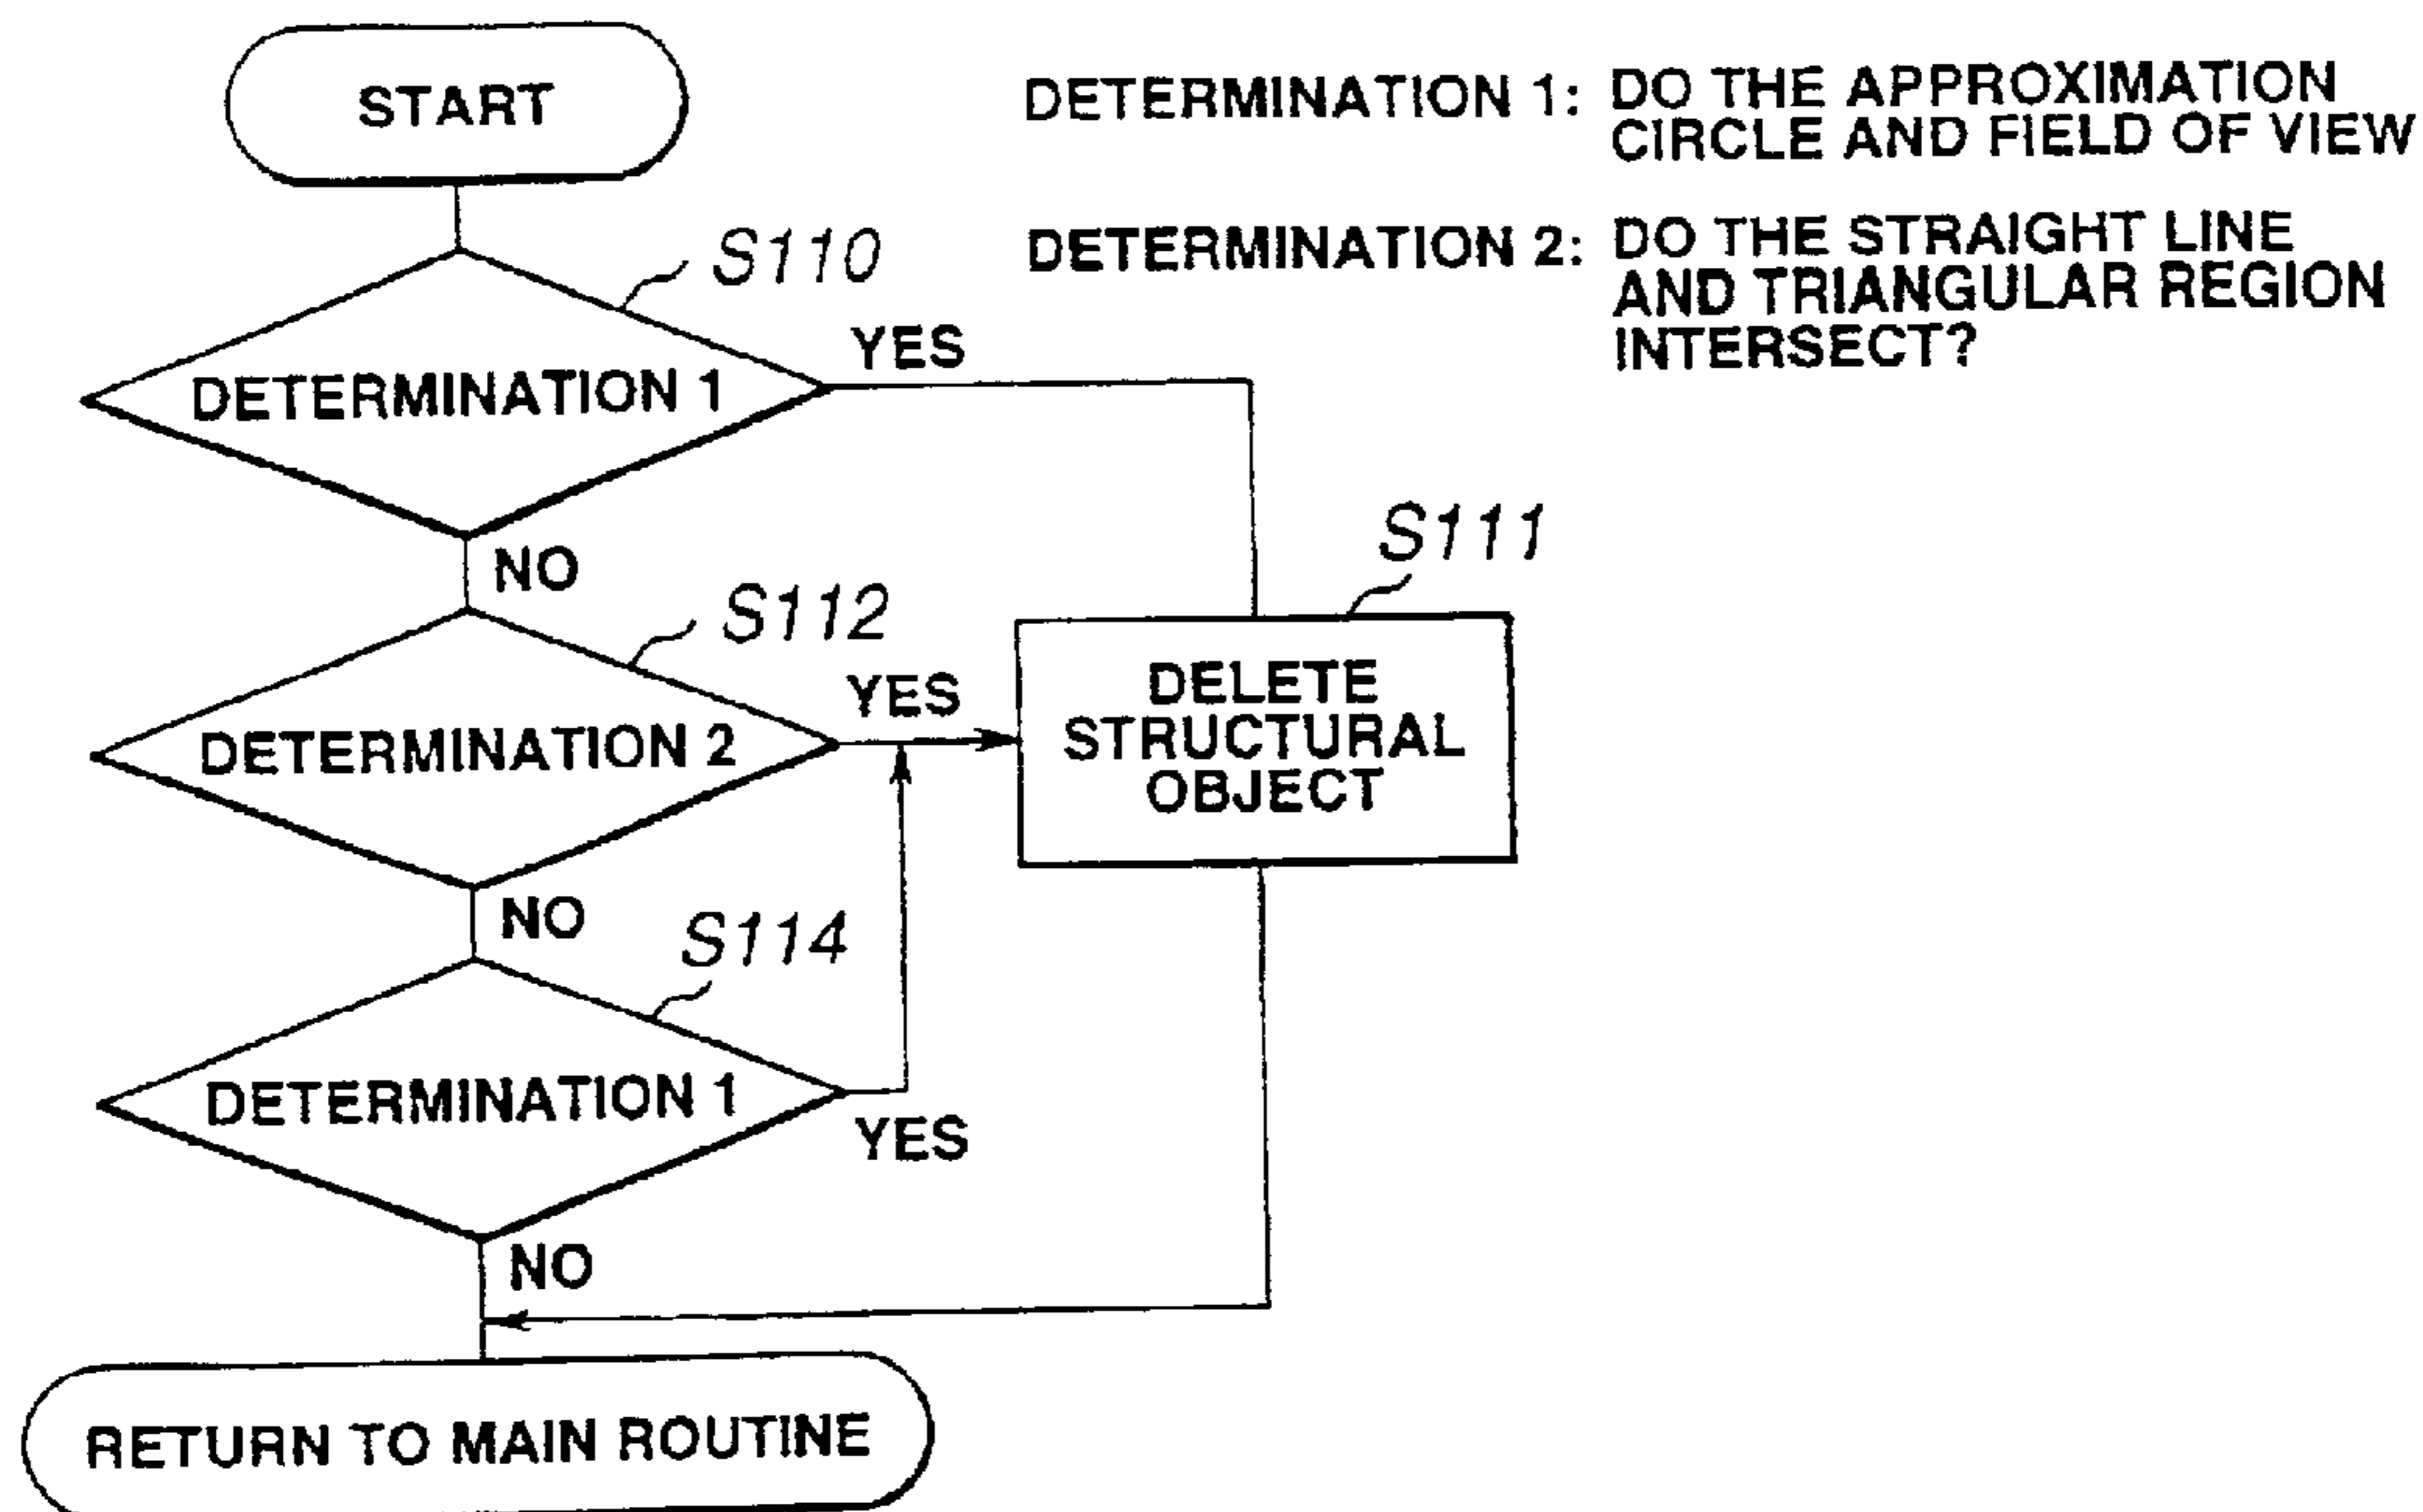 START
DETERMINATION 1: DO THE APPROXIMATION
CIRCLE AND FIELD OF VIEW
DETERMINATION 2: DO THE STRAIGHT LINE
AND TRIANGULAR REGION
INTERSECT?
S110
YES
DETERMINATION 1
NO
S111
S112
YES
DELETE
STRUCTURAL
OBJECT
DETERMINATION 2
NO
S114
DETERMINATION 1
YES
NO
RETURN TO MAIN ROUTINE